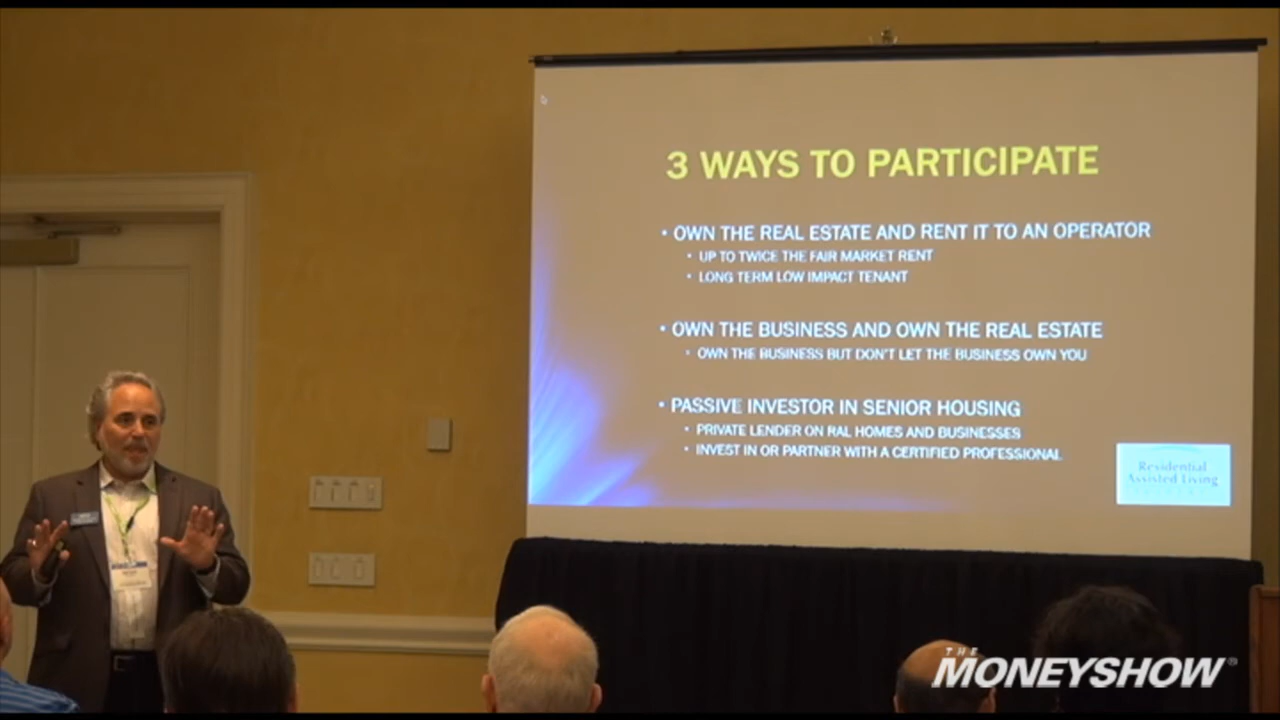 3 WAYS TO PARTICIPATE
• OWN THE REAL ESTATE AND RENT IT TO AN OPERATOR
• UP TO TWICE THE FAIR MARKET RENT
• LONG TERM LOW IMPACT TENANT
• OWN THE BUSINESS AND OWN THE REAL ESTATE
• OWN THE BUSINESS BUT DON'T LET THE BUSINESS OWN YOU
• PASSIVE INVESTOR IN SENIOR HOUSING
• PRIVATE LENDER ON RAL HOMES AND BUSINESSES
• INVEST IN OR PARTNER WITH A CERTIFIED PROFESSIONAL
Residential
Assisted Living
THE
MONEYSHOW®